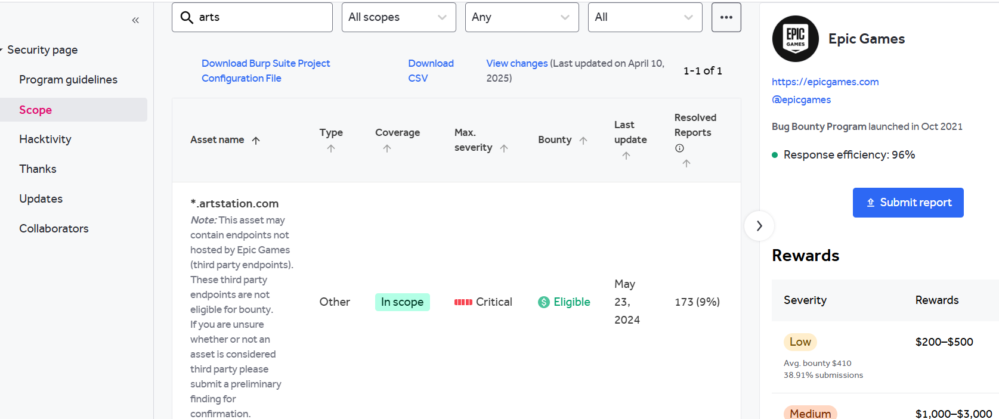 «
Security page
Program guidelines
Scope
Hacktivity
Thanks
Updates
Collaborators
arts
All scopes
Any
All
Download Burp Suite Project
Configuration File
Download
CSV
View changes (Last updated on April 10,
2025)
1-1 of 1
Asset name
Type
Coverage
Max.
severity
Bounty
Last
update
Resolved
Reports
*.artstation.com
Note: This asset may
contain endpoints not
hosted by Epic Games
(third party endpoints).
These third party
endpoints are not
eligible for bounty.
If you are unsure
whether or not an
asset is considered
third party please
submit a preliminary
finding for
confirmation.
Other
In scope
Critical
Eligible
May
23,
2024
173 (9%)
EPIC
GAMES
Epic Games
https://epicgames.com
@epicgames
Bug Bounty Program launched in Oct 2021
Response efficiency: 96%
Submit report
Rewards
Severity Rewards
Low $200–$500
Avg. bounty $410
38.91% submissions
Medium $1,000–$3,000